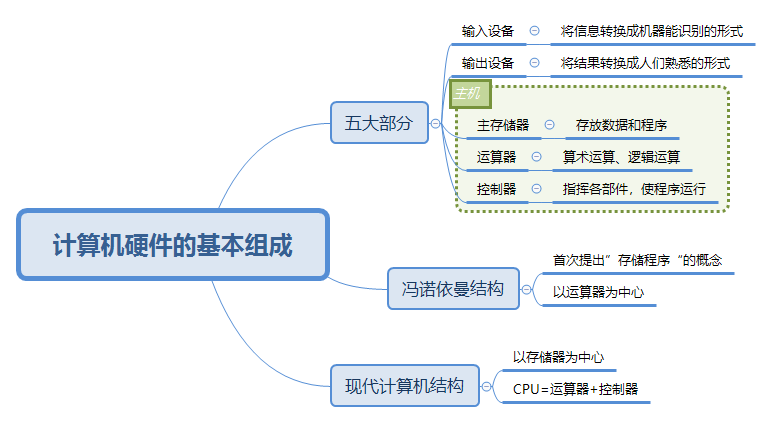 计算机硬件的基本组成
五大部分
输入设备
将信息转换成机器能识别的形式
输出设备
将结果转换成人们熟悉的形式
主机
主存储器
存放数据和程序
运算器
算术运算、逻辑运算
控制器
指挥各部件，使程序运行
冯诺依曼结构
首次提出”存储程序“的概念
以运算器为中心
现代计算机结构
以存储器为中心
CPU=运算器+控制器